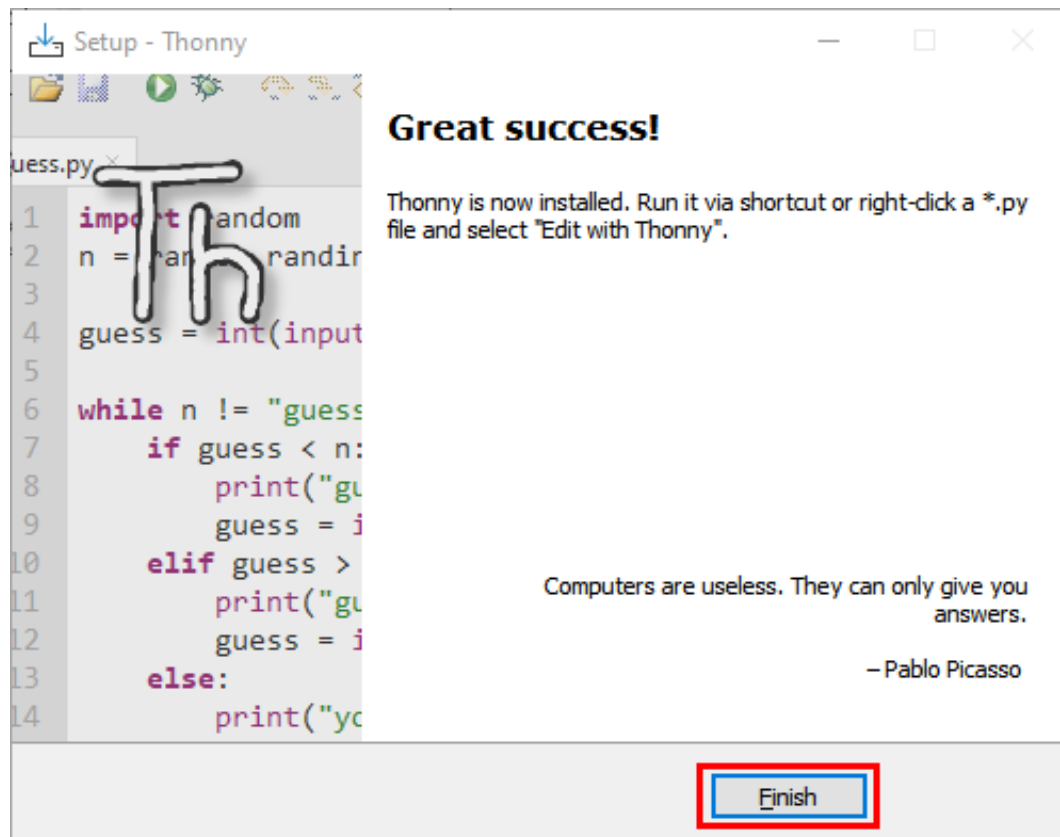 Setup - Thonny
uess.py
Th
1 import random
2 n = ran randin
3
4 guess = int(input
5
6 while n != "guess
7 if guess < n:
8 print("gu
9 guess = i
10 elif guess >
11 print("gu
12 guess = i
13 else:
14 print("yo
Great success!
Thonny is now installed. Run it via shortcut or right-click a *.py
file and select "Edit with Thonny".
Computers are useless. They can only give you
answers.
– Pablo Picasso
Finish